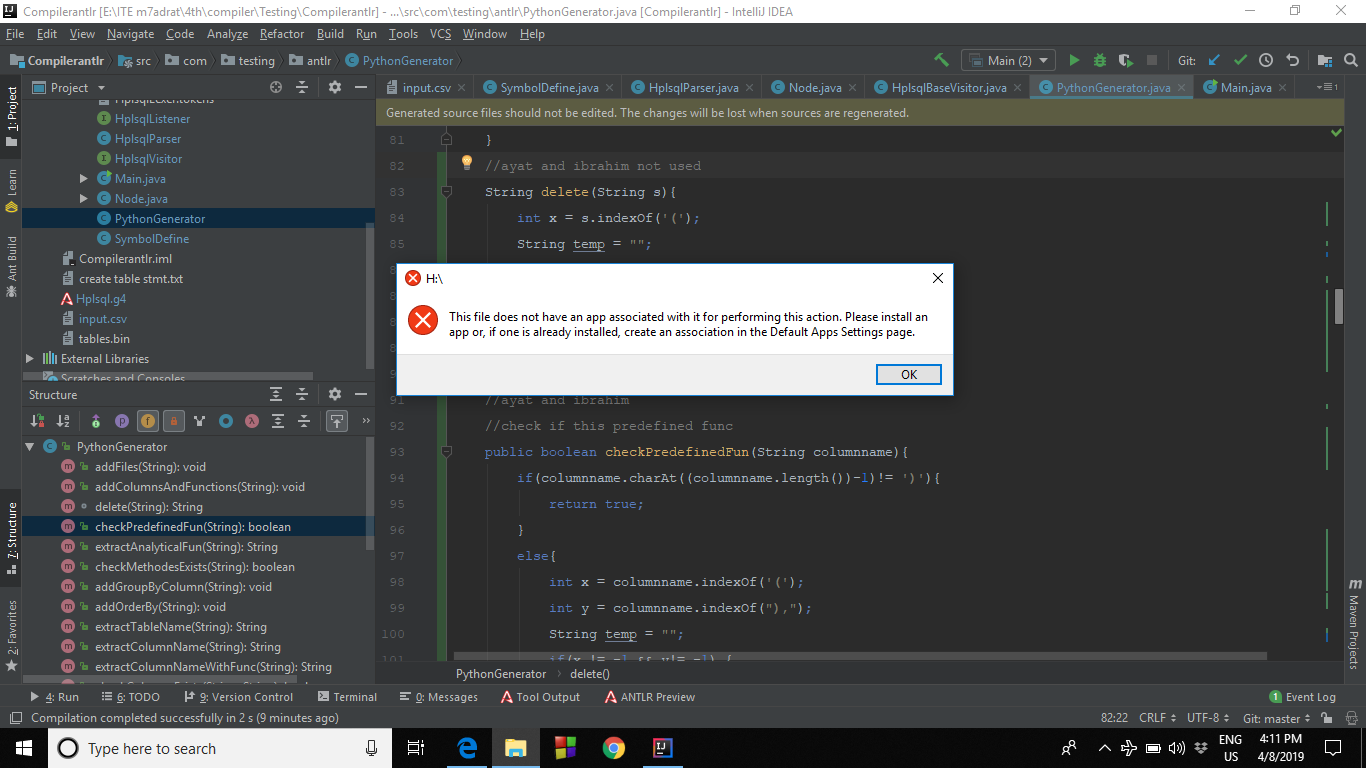 Compilerantlr [E:\ITE m7adrat\4th\compiler\Testing\Compilerantlr] - ...\src\com\testing\antlr\PythonGenerator.java [Compilerantlr] - IntelliJ IDEA
File Edit View Navigate Code Analyze Refactor Build Run Tools VCS Window Help
Compilerantlr src com testing antlr PythonGenerator Main (2) Git:
1: Project
Learn
Ant Build
7: Structure
2: Favorites
Project
HplsqlLexer.tokens
HplsqlListener
HplsqlParser
HplsqlVisitor
Main.java
Node.java
PythonGenerator
SymbolDefine
Compilerantlr.iml
create table stmt.txt
Hplsql.g4
input.csv
tables.bin
External Libraries
Scratches and Consoles
Structure
PythonGenerator
addFiles(String): void
addColumnsAndFunctions(String): void
delete(String): String
checkPredefinedFun(String): boolean
extractAnalyticalFun(String): String
checkMethodesExists(String): boolean
addGroupByColumn(String): void
addOrderBy(String): void
extractTableName(String): String
extractColumnName(String): String
extractColumnNameWithFunc(String): String
input.csv SymbolDefine.java HplsqlParser.java Node.java HplsqlBaseVisitor.java PythonGenerator.java Main.java 1
Generated source files should not be edited. The changes will be lost when sources are regenerated.
81 }
82 //ayat and ibrahim not used
83 String delete(String s){
84 int x = s.indexOf('(');
85 String temp = "";
H:\
This file does not have an app associated with it for performing this action. Please install an
app or, if one is already installed, create an association in the Default Apps Settings page.
OK
91 //ayat and ibrahim
92 //check if this predefined func
93 public boolean checkPredefinedFun(String columnname){
94 if(columnname.charAt((columnname.length())-1)!= ')'){
95 return true;
96 }
97 else{
98 int x = columnname.indexOf('(');
99 int y = columnname.indexOf("),");
100 String temp = "";
101 if(x != -1 && y!= -1) {
PythonGenerator delete()
m Maven Projects
4: Run 6: TODO 9: Version Control Terminal 0: Messages Tool Output ANTLR Preview 1 Event Log
Compilation completed successfully in 2 s (9 minutes ago) 82:22 CRLF UTF-8 Git: master
Type here to search
ENG
US
4:11 PM
4/8/2019